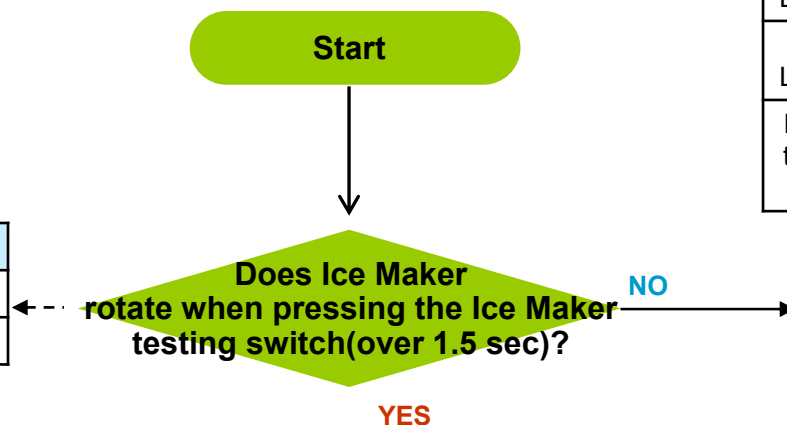 Start
Does Ice Maker
rotate when pressing the Ice Maker
testing switch(over 1.5 sec)?
NO
YES